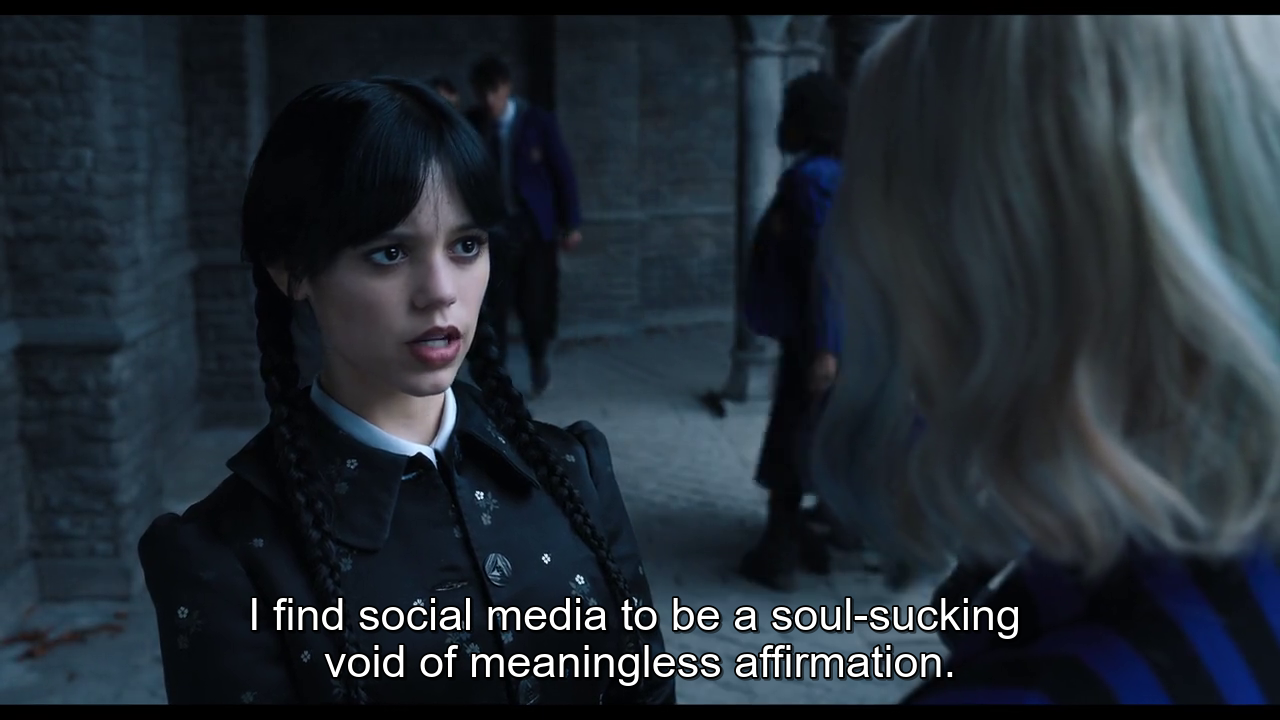 I find social media to be a soul-sucking
void of meaningless affirmation.